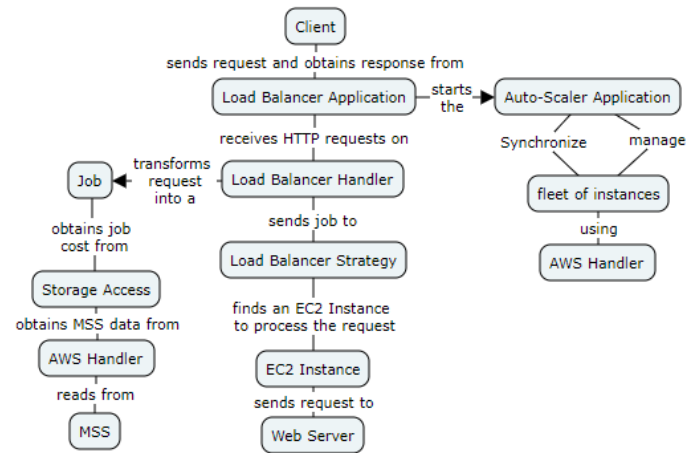 Client
sends request and obtains response from
Load Balancer Application
starts
the
Auto-Scaler Application
receives HTTP requests on
Synchronize
manage
transforms
request
into a
Job
Load Balancer Handler
fleet of instances
obtains job
cost from
sends job to
using
Load Balancer Strategy
AWS Handler
Storage Access
finds an EC2 Instance
to process the request
obtains MSS data from
AWS Handler
EC2 Instance
reads from
sends request to
MSS
Web Server